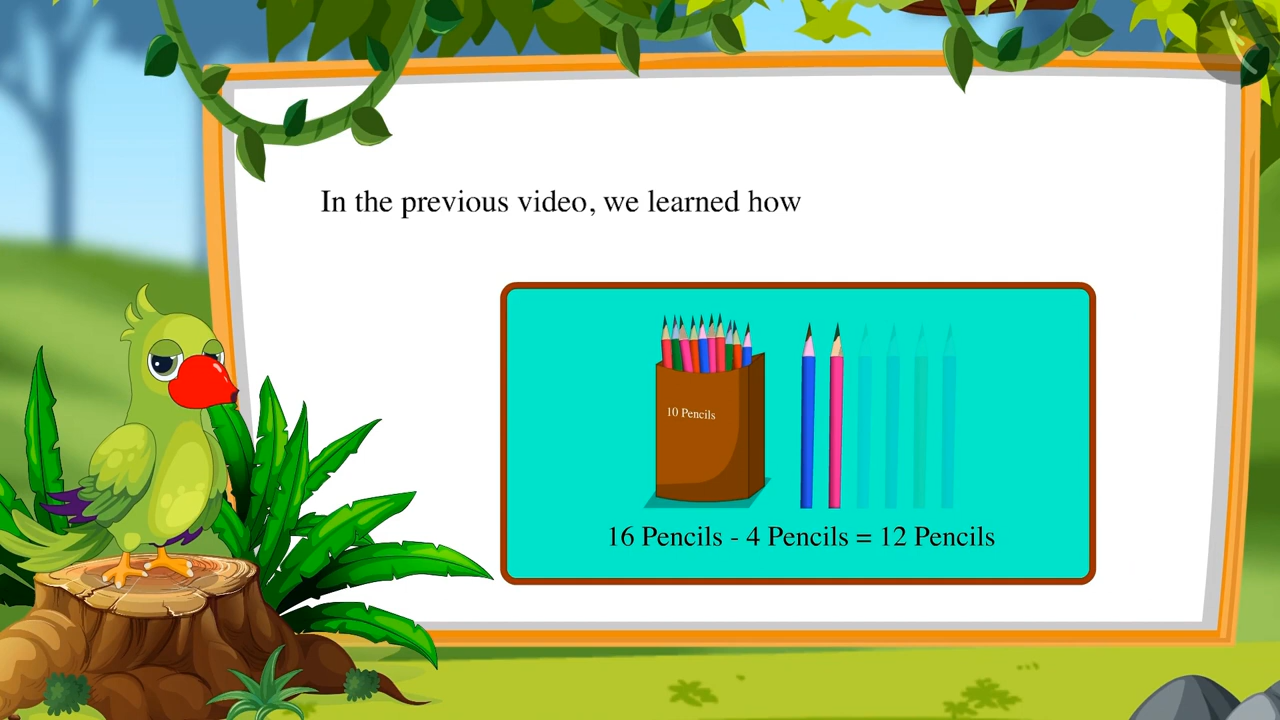 In the previous video, we learned how
10 Pencils
16 Pencils - 4 Pencils = 12 Pencils